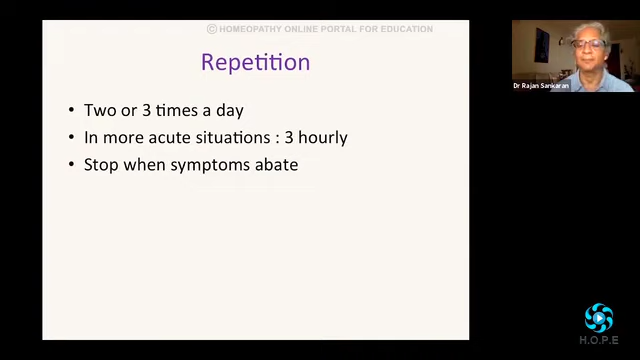 © HOMEOPATHY ONLINE PORTAL FOR EDUCATION
Repetition
• Two or 3 times a day
• In more acute situations : 3 hourly
• Stop when symptoms abate
Dr Rajan Sankaran
H.O.P.E